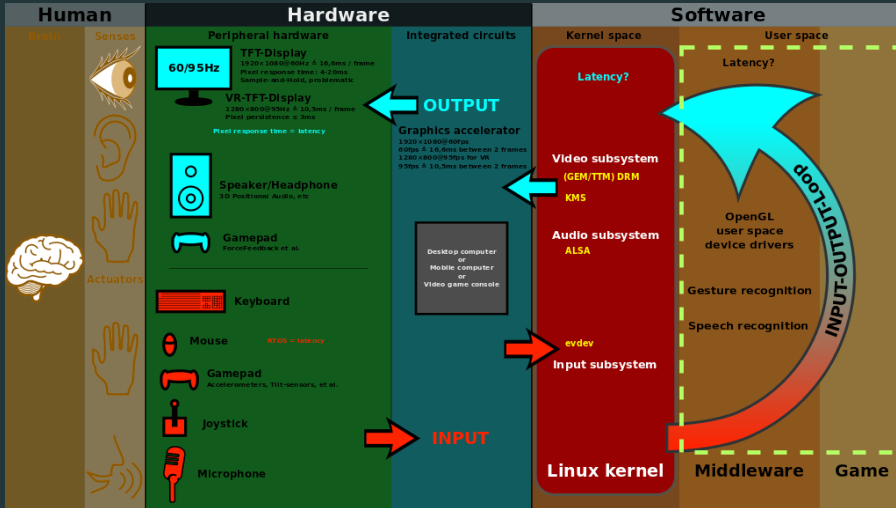 Human
Hardware
Software
Brain
Senses
Peripheral hardware
Integrated circuits
Kernel space
User space
60/95Hz
TFT-Display
1920×1080@60Hz ≙ 16,6ms / frame
Pixel response time: 4-20ms
Sample-and-Hold, problematic
VR-TFT-Display
1280×800@95Hz ≙ 10,5ms / frame
Pixel persistence ≤ 3ms
Pixel response time = latency
OUTPUT
Graphics accelerator
1920×1080@60fps
60fps ≙ 16,6ms between 2 frames
1280×800@95fps for VR
95fps ≙ 10,5ms between 2 frames
Latency?
Latency?
Video subsystem
(GEM/TTM) DRM
KMS
Speaker/Headphone
3D Positional Audio, etc
Gamepad
ForceFeedback et al.
Audio subsystem
ALSA
OpenGL
user space
device drivers
INPUT-OUTPUT-Loop
Desktop computer
or
Mobile computer
or
Video game console
Actuators
Keyboard
Gesture recognition
Speech recognition
Mouse
RTOS = latency
evdev
Input subsystem
Gamepad
Accelerometers, Tilt-sensors, et al.
Joystick
INPUT
Microphone
Linux kernel
Middleware
Game